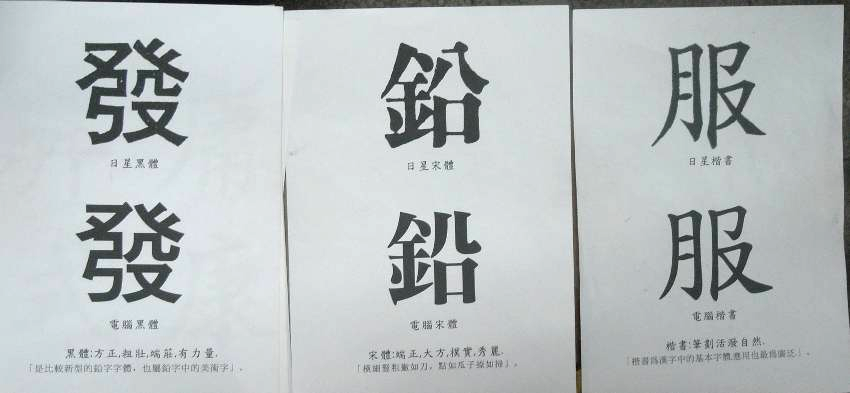 發
日星黑體
發
電腦黑體
黑體:方正,粗壯,端莊,有力量.
「是比較新型的鉛字字體，也屬鉛字中的美術字」。
鉛
日星宋體
鉛
電腦宋體
宋體:端正,大方,樸實,秀麗.
「橫細豎粗撇如刀，點如瓜子捺如掃」。
服
日星楷書
服
電腦楷書
楷書:筆劃活潑自然.
「楷書為漢字中的基本字體,應用也最為廣泛」。